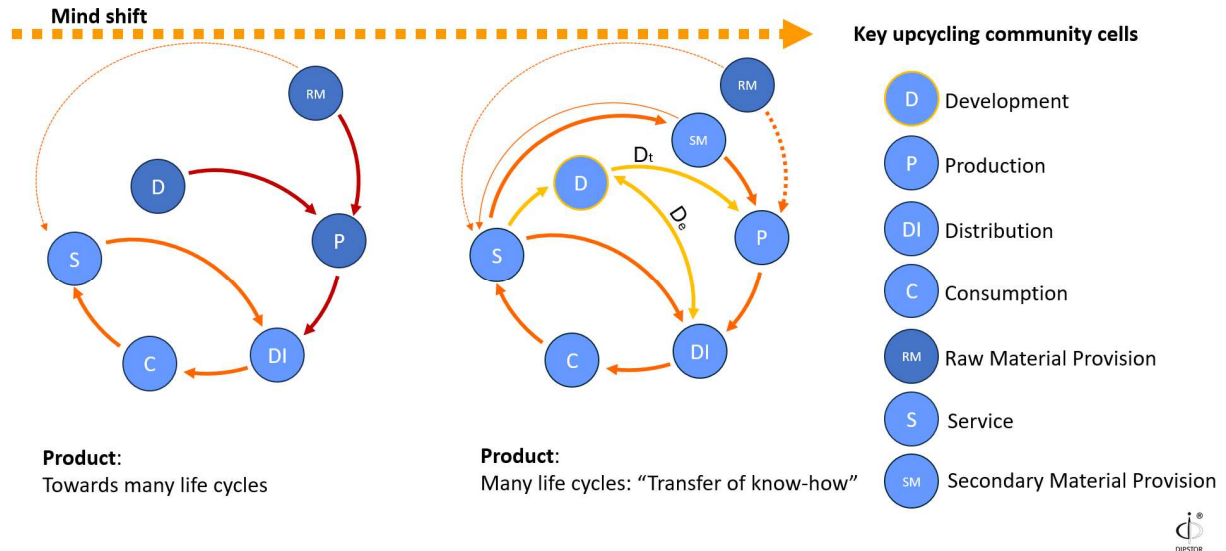 Mind shift
Key upcycling community cells
RM
D
P
S
C
DI
Product:
Towards many life cycles
RM
SM
D
Dt
De
P
S
C
DI
Product:
Many life cycles: “Transfer of know-how”
D Development
P Production
DI Distribution
C Consumption
RM Raw Material Provision
S Service
SM Secondary Material Provision
®
DIPSTOR